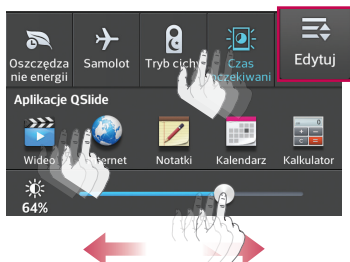 Oszczędza Samolot Tryb cichy Czas Edytuj
nie energii oczekiwani
Aplikacje QSlide
Wideo Internet Notatki Kalendarz Kalkulator
64%